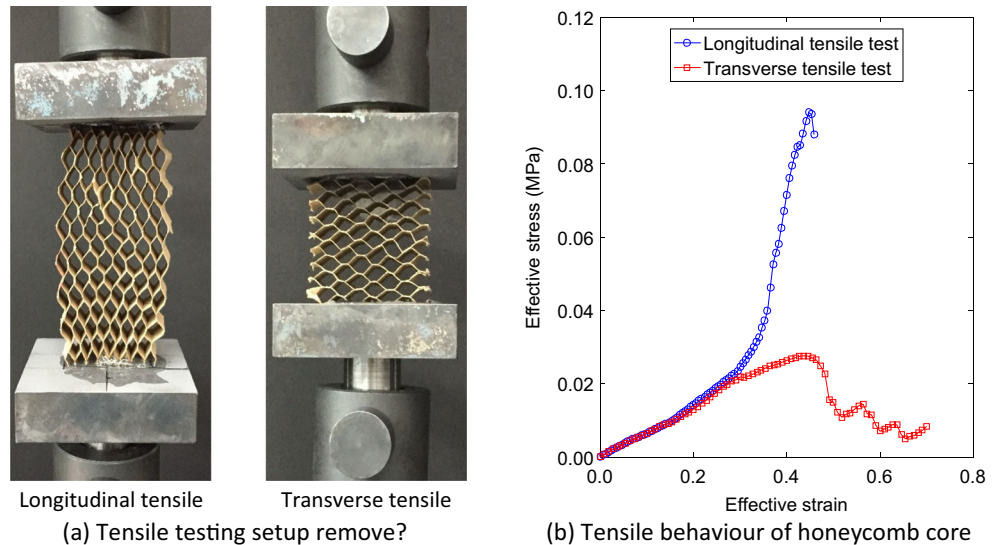 0.12
0.10
0.08
0.06
0.04
0.02
0.00
Effective stress (MPa)
Longitudinal tensile test
Transverse tensile test
0.0 0.2 0.4 0.6 0.8
Effective strain
Longitudinal tensile
Transverse tensile
(a) Tensile testing setup remove?
(b) Tensile behaviour of honeycomb core